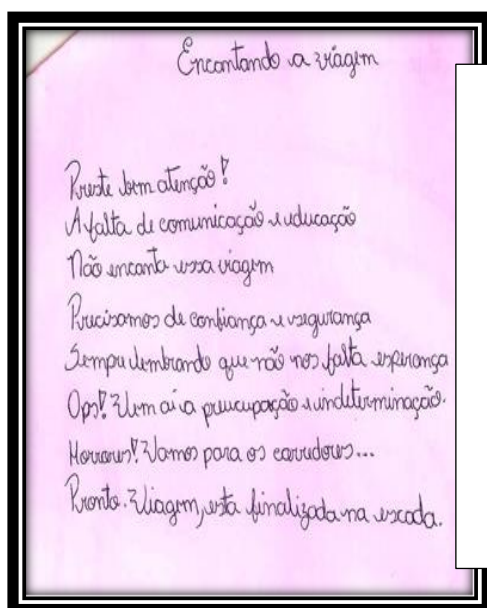 Encantando a viagem
Preste bem atenção!
A falta de comunicação e educação
Não encanta essa viagem
Precisamos de confiança e segurança
Sempre lembrando que não nos falta esperança
Ops! Vem aí a preucupação e indeterminação.
Horrores! Vamos para os corredores...
Pronto. Viagem, esta finalizada na escada.